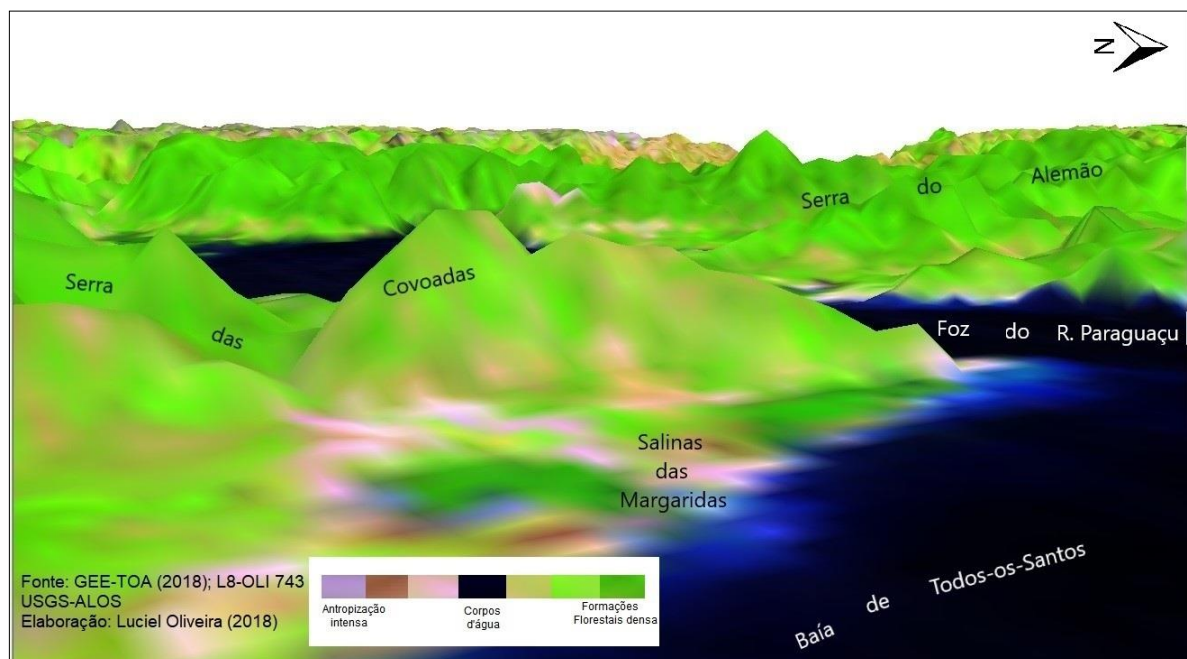 N
Serra do Alemão
Serra das Covoadas
Foz do R. Paraguaçu
Salinas
das
Margaridas
Baía de Todos-os-Santos
Fonte: GEE-TOA (2018); L8-OLI 743
USGS-ALOS
Elaboração: Luciel Oliveira (2018)
Antropização
intensa
Corpos
d'água
Formações
Florestais densa